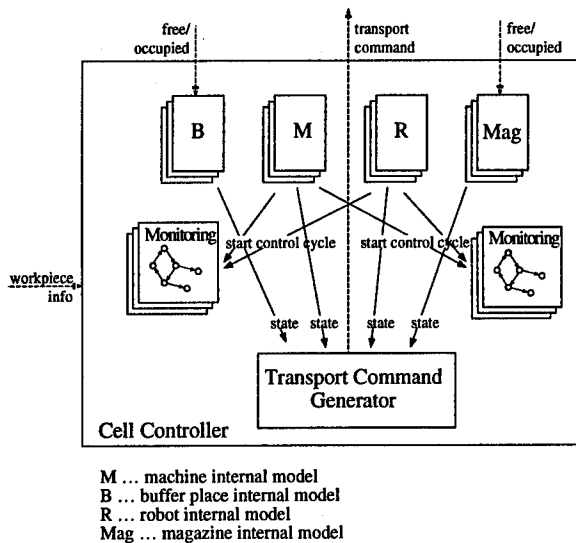 free/
occupied
transport
command
free/
occupied
B
M
R
Mag
Monitoring
start control cycle
start control cycle
Monitoring
workpiece
info
state
state
state
state
Transport Command
Generator
Cell Controller
M ... machine internal model
B ... buffer place internal model
R ... robot internal model
Mag ... magazine internal model